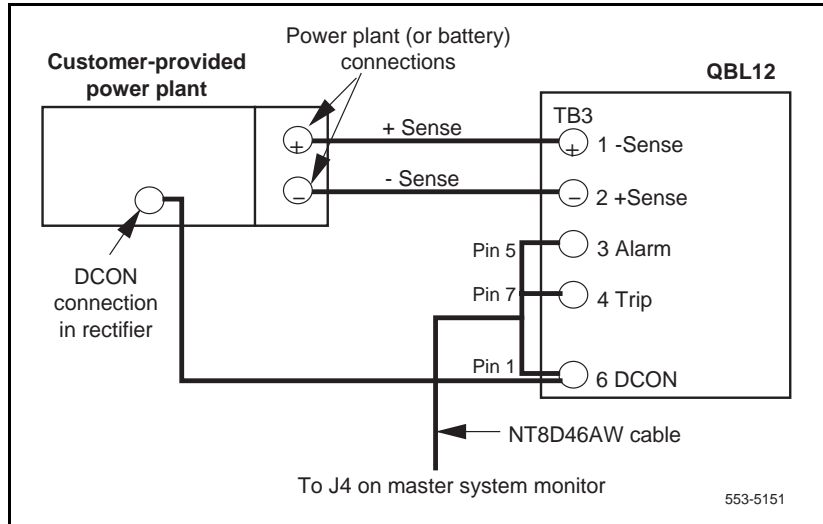 Power plant (or battery)
connections
Customer-provided
power plant
QBL12
TB3
+ Sense
+
+
1 -Sense
- Sense
−
−
2 +Sense
Pin 5
3 Alarm
DCON
connection
in rectifier
Pin 7
4 Trip
Pin 1
6 DCON
NT8D46AW cable
To J4 on master system monitor
553-5151